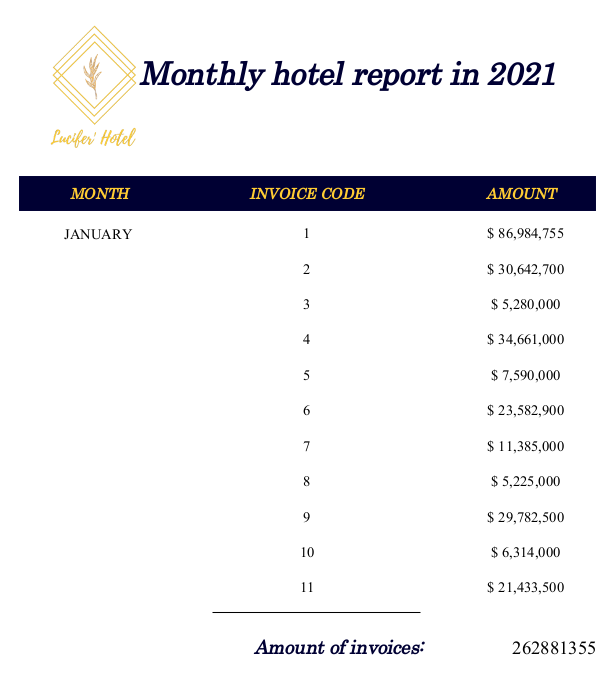 Monthly hotel report in 2021
Lucifer' Hotel
MONTH INVOICE CODE AMOUNT
JANUARY 1 $ 86,984,755
2 $ 30,642,700
3 $ 5,280,000
4 $ 34,661,000
5 $ 7,590,000
6 $ 23,582,900
7 $ 11,385,000
8 $ 5,225,000
9 $ 29,782,500
10 $ 6,314,000
11 $ 21,433,500
Amount of invoices: 262881355